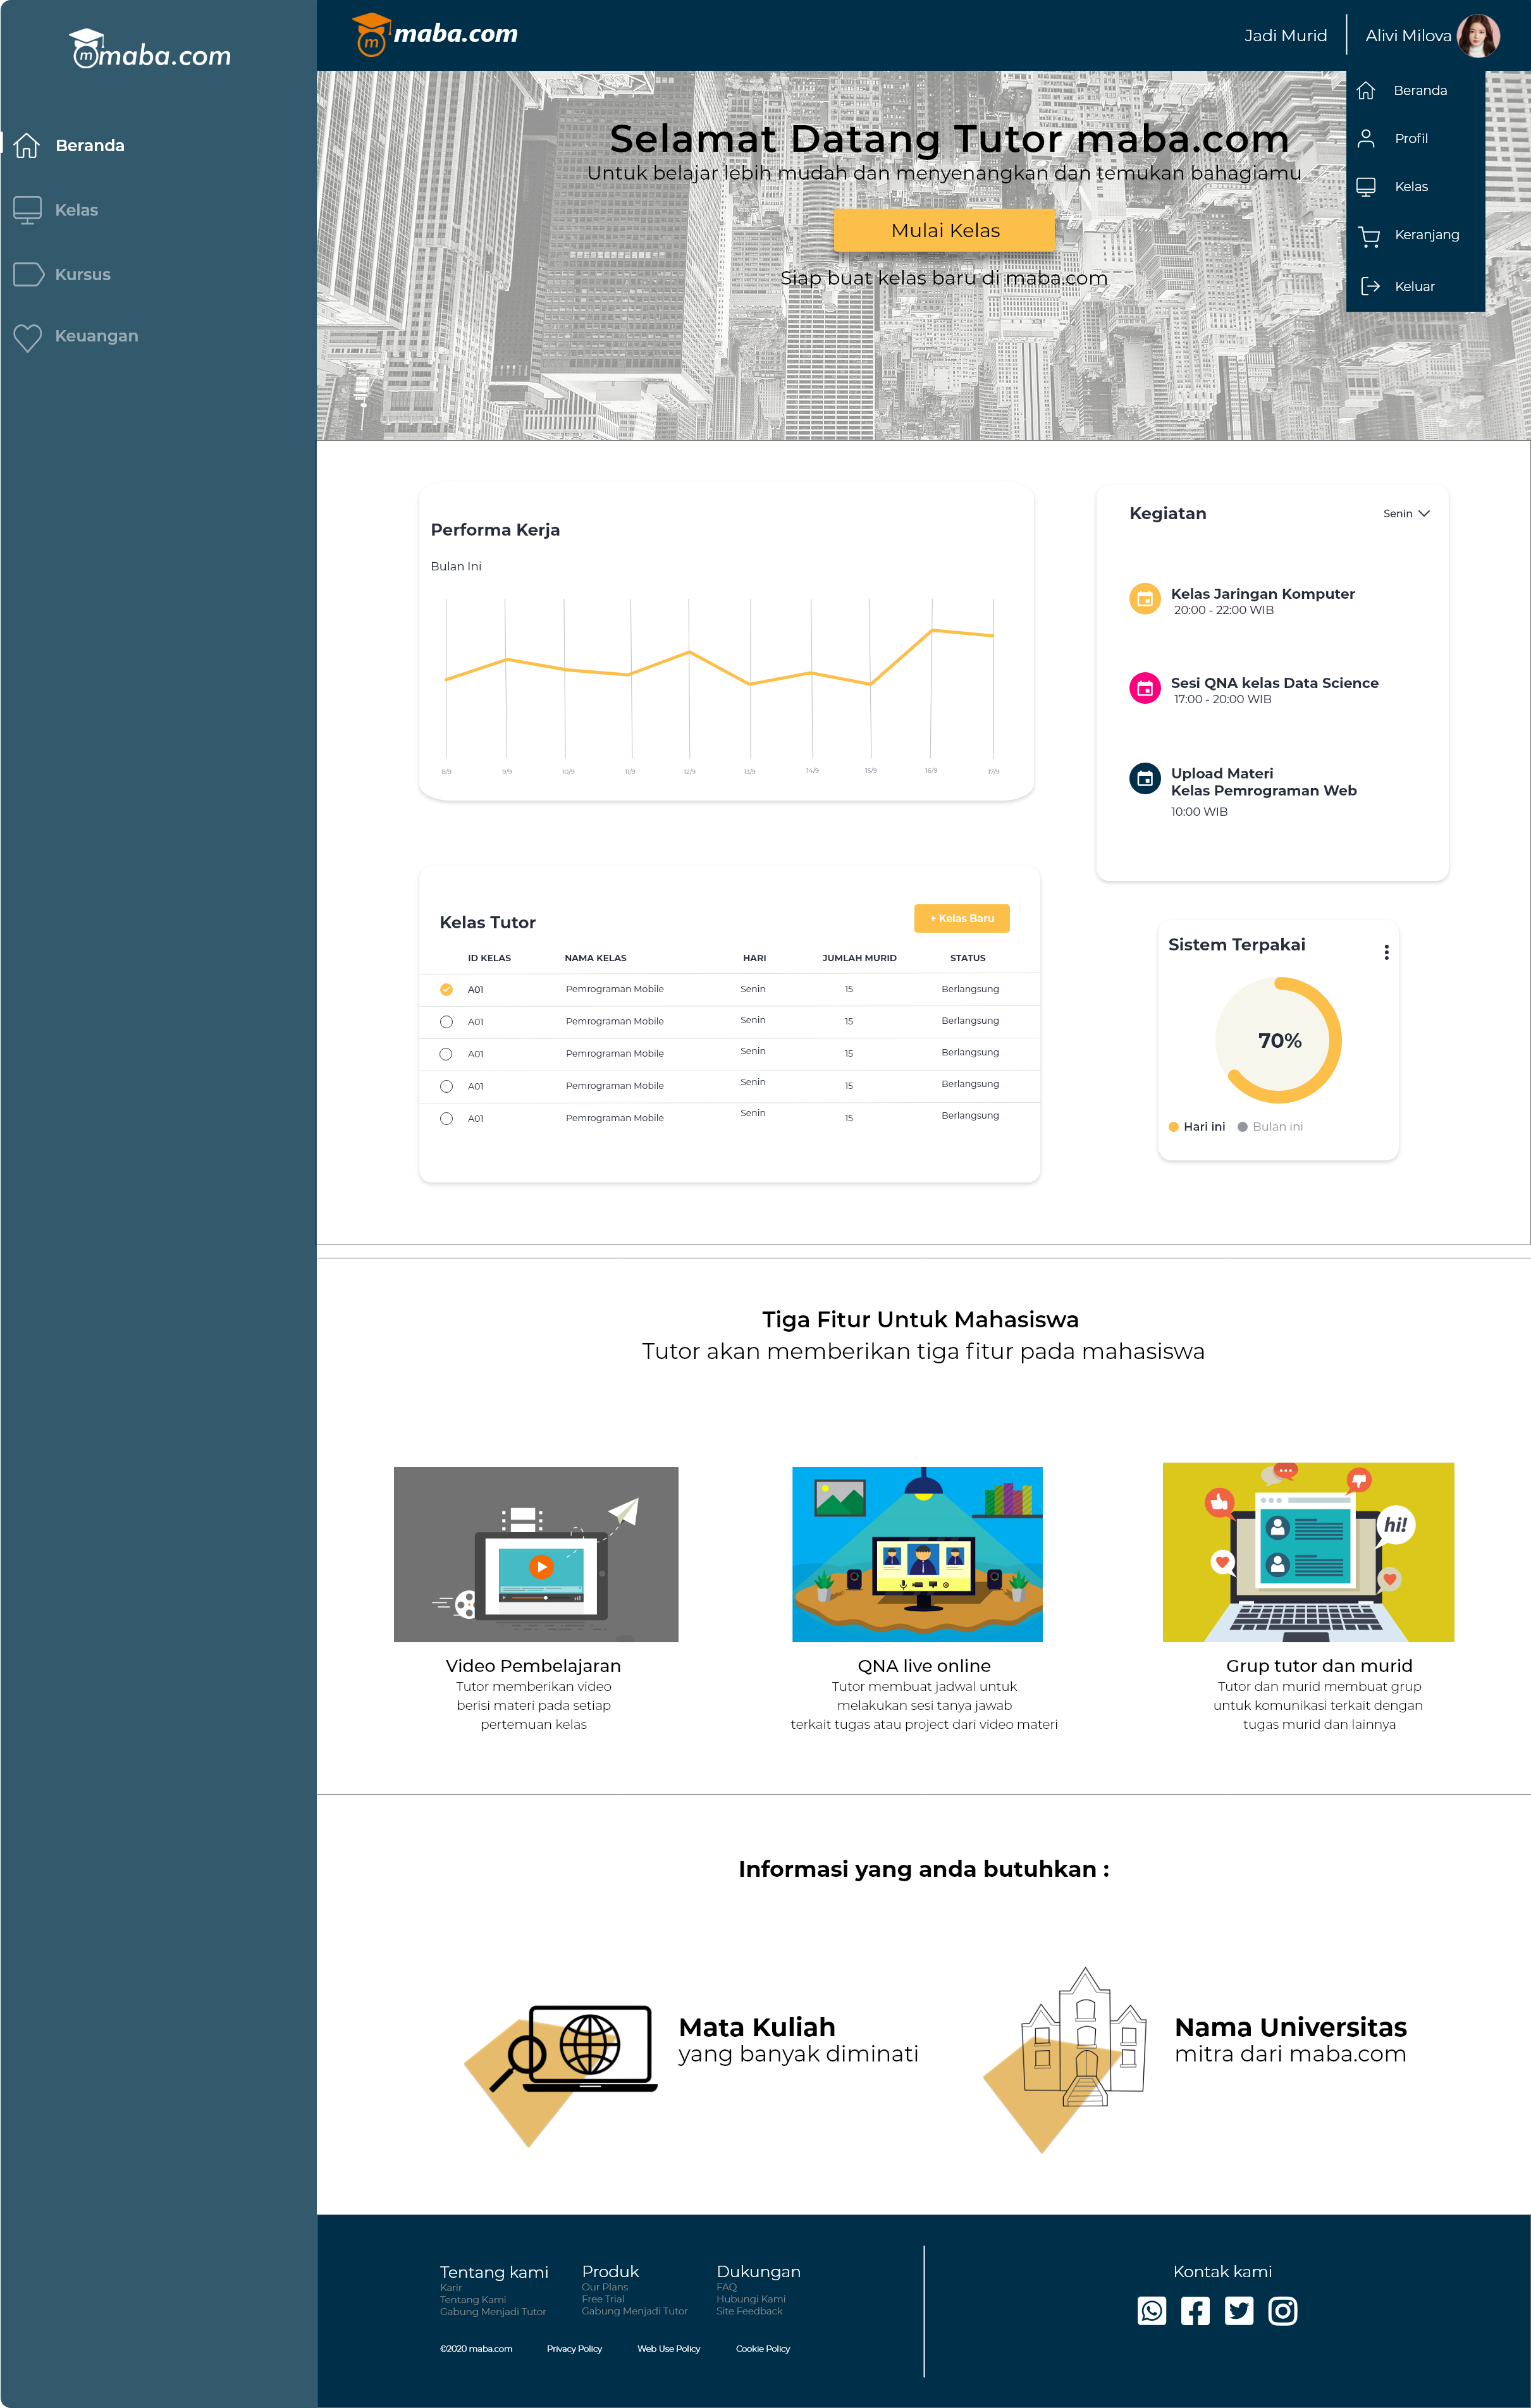 maba.com
Beranda
Kelas
Kursus
Keuangan
maba.com
Jadi Murid
Alivi Milova
Beranda
Profil
Kelas
Keranjang
Keluar
Selamat Datang Tutor maba.com
Untuk belajar lebih mudah dan menyenangkan dan temukan bahagiamu
Mulai Kelas
Siap buat kelas baru di maba.com
Performa Kerja
Bulan Ini
8/9 9/9 10/9 11/9 12/9 13/9 14/9 15/9 16/9 17/9
Kegiatan
Senin
Kelas Jaringan Komputer
20:00 - 22:00 WIB
Sesi QNA kelas Data Science
17:00 - 20:00 WIB
Upload Materi
Kelas Pemrograman Web
10:00 WIB
Kelas Tutor
+ Kelas Baru
ID KELAS NAMA KELAS HARI JUMLAH MURID STATUS
A01 Pemrograman Mobile Senin 15 Berlangsung
A01 Pemrograman Mobile Senin 15 Berlangsung
A01 Pemrograman Mobile Senin 15 Berlangsung
A01 Pemrograman Mobile Senin 15 Berlangsung
A01 Pemrograman Mobile Senin 15 Berlangsung
Sistem Terpakai
70%
Hari ini Bulan ini
Tiga Fitur Untuk Mahasiswa
Tutor akan memberikan tiga fitur pada mahasiswa
hi!
Video Pembelajaran
Tutor memberikan video
berisi materi pada setiap
pertemuan kelas
QNA live online
Tutor membuat jadwal untuk
melakukan sesi tanya jawab
terkait tugas atau project dari video materi
Grup tutor dan murid
Tutor dan murid membuat grup
untuk komunikasi terkait dengan
tugas murid dan lainnya
Informasi yang anda butuhkan :
Mata Kuliah
yang banyak diminati
Nama Universitas
mitra dari maba.com
Tentang kami
Karir
Tentang Kami
Gabung Menjadi Tutor
Produk
Our Plans
Free Trial
Gabung Menjadi Tutor
Dukungan
FAQ
Hubungi Kami
Site Feedback
©2020 maba.com Privacy Policy Web Use Policy Cookie Policy
Kontak kami